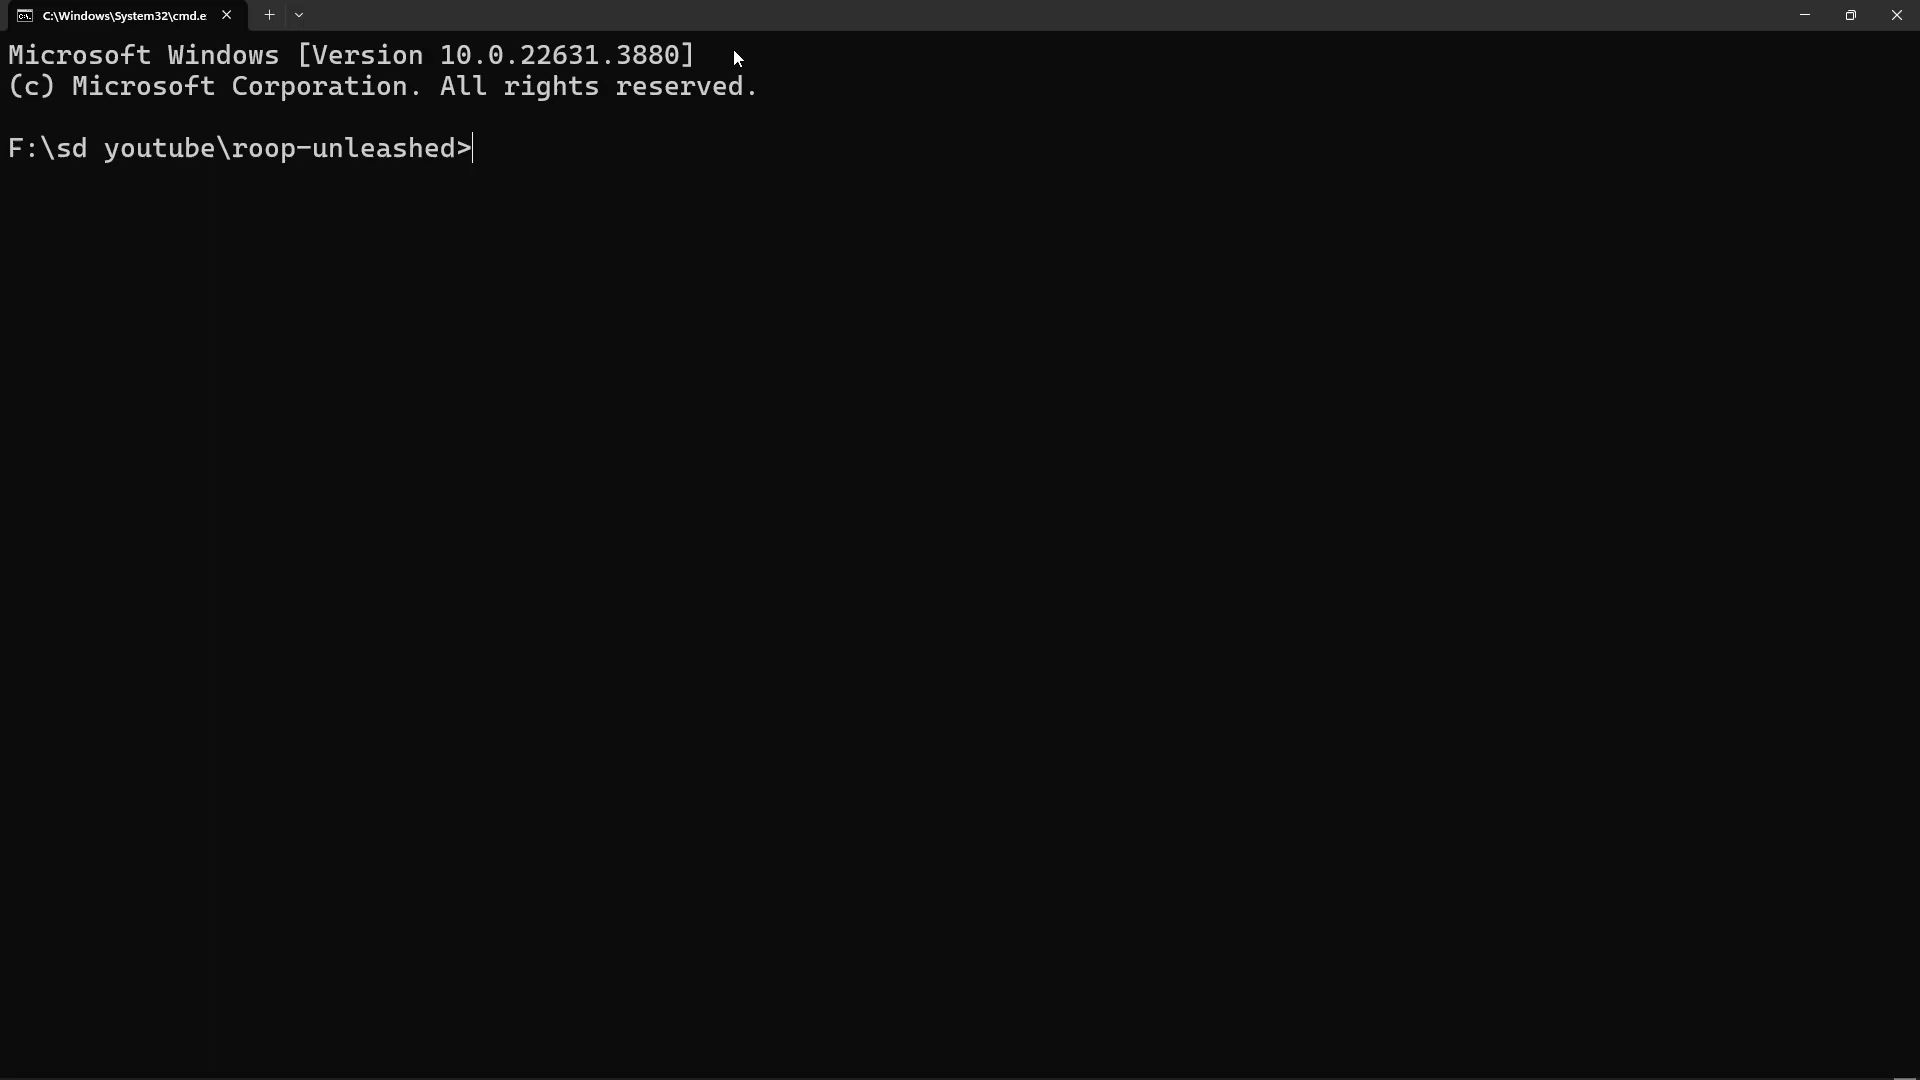 C:\Windows\System32\cmd.e
Microsoft Windows [Version 10.0.22631.3880]
(c) Microsoft Corporation. All rights reserved.
F:\sd youtube\roop-unleashed>